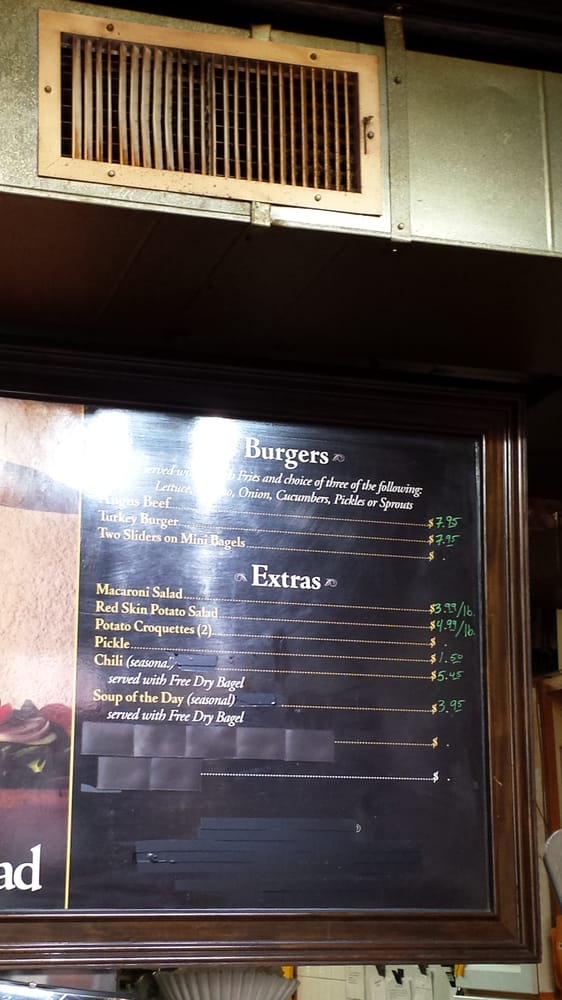 Burgers
served Fries and choice of three of the following:
Lettuce, Onion, Cucumbers, Pickles or Sprouts
Angus Beef $7.95
Turkey Burger $7.95
Two Sliders on Mini Bagels $ .
Extras
Macaroni Salad $3.99/lb.
Red Skin Potato Salad $4.99/lb.
Potato Croquettes (2) $ .
Pickle $1.50
Chili (seasonal) $5.45
served with Free Dry Bagel
Soup of the Day (seasonal) $3.95
served with Free Dry Bagel
$ .
$ .
ad